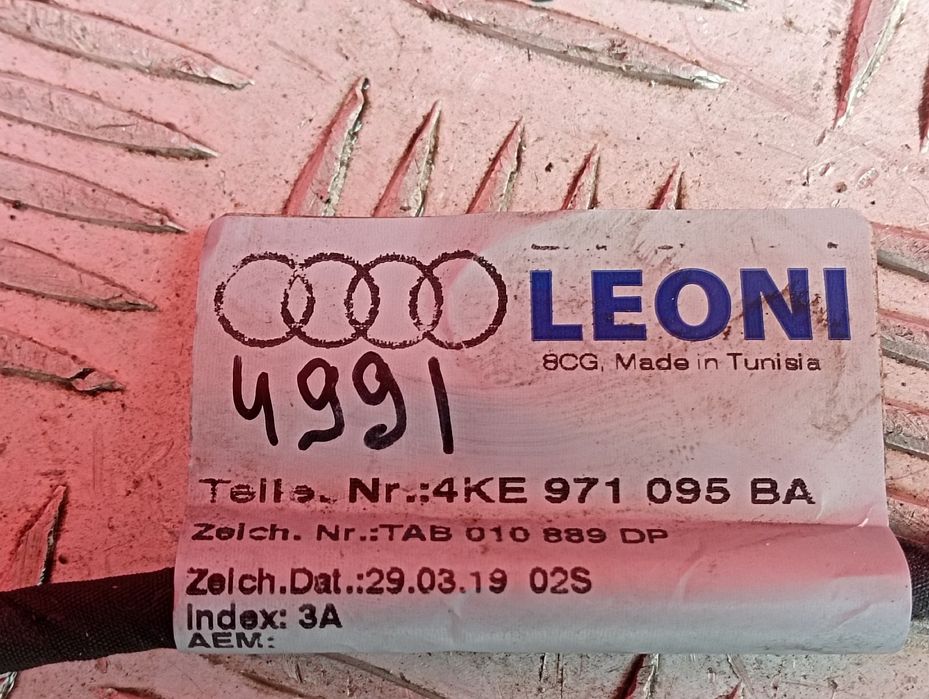 LEONI
8CG, Made in Tunisia
4991
Teile. Nr.:4KE 971 095 BA
Zeich. Nr.:TAB 010 889 DP
Zeich.Dat.:29.03.19 02S
Index: 3A
AEM: